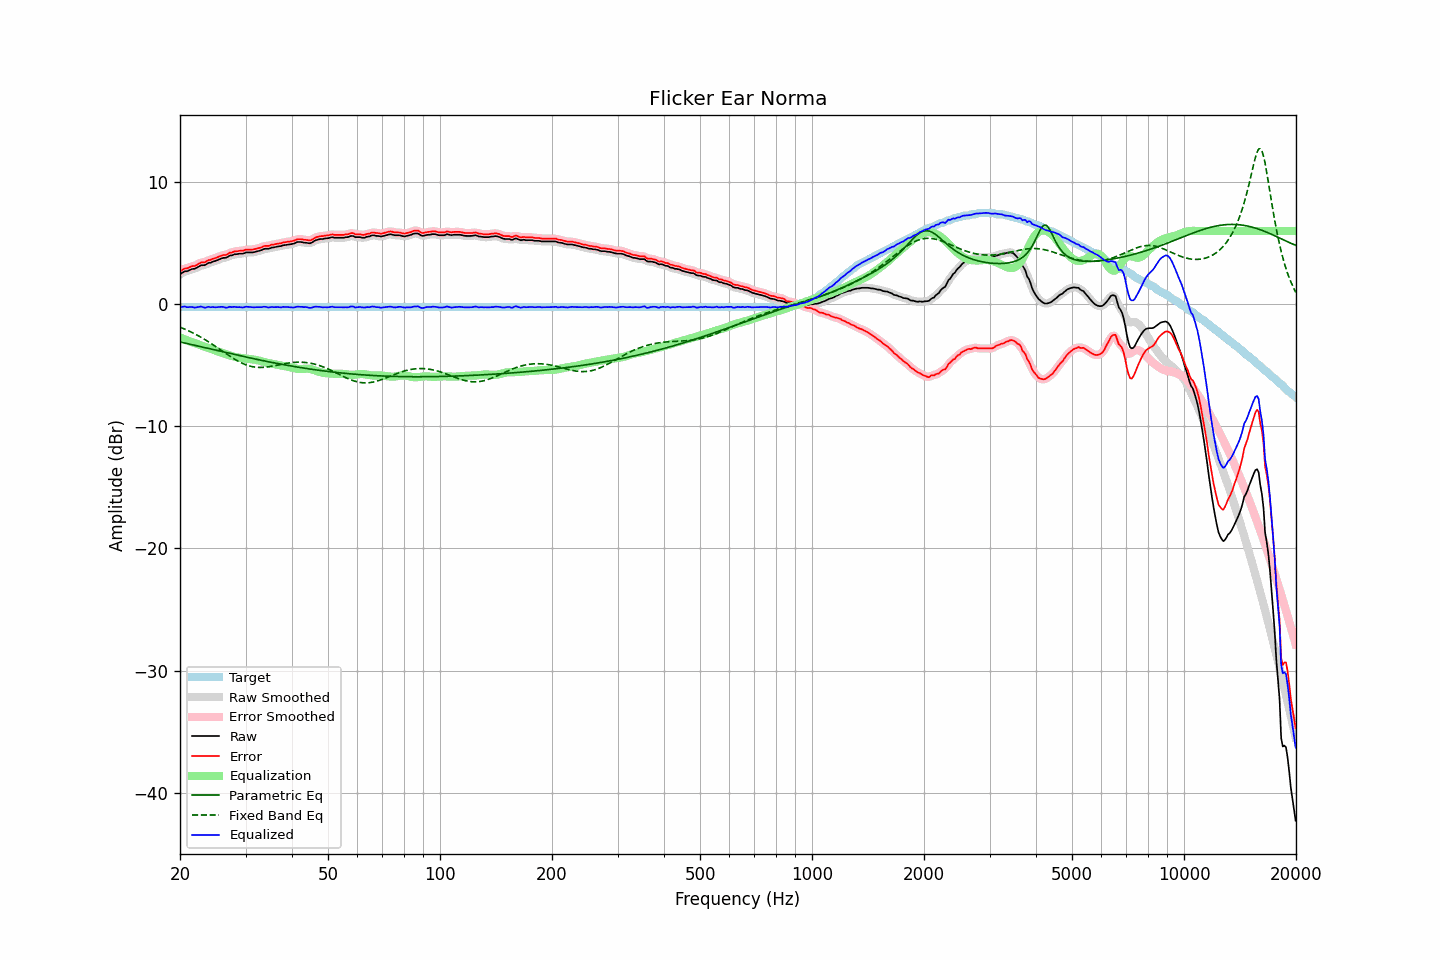 Flicker Ear Norma
Amplitude (dBr)
10
0
−10
−20
−30
−40
Target
Raw Smoothed
Error Smoothed
Raw
Error
Equalization
Parametric Eq
Fixed Band Eq
Equalized
20 50 100 200 500 1000 2000 5000 10000 20000
Frequency (Hz)